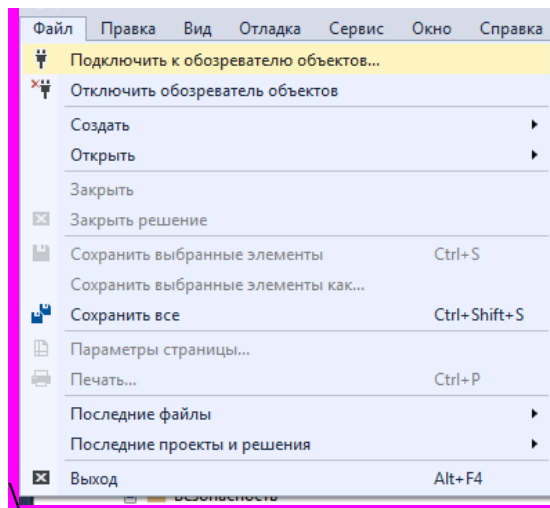 Файл Правка Вид Отладка Сервис Окно Справка
Подключить к обозревателю объектов...
Отключить обозреватель объектов
Создать
Открыть
Закрыть
Закрыть решение
Сохранить выбранные элементы Ctrl+S
Сохранить выбранные элементы как...
Сохранить все Ctrl+Shift+S
Параметры страницы...
Печать... Ctrl+P
Последние файлы
Последние проекты и решения
Выход Alt+F4
Безопасность